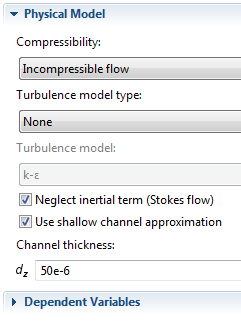 Physical Model
Compressibility:
Incompressible flow
Turbulence model type:
None
Turbulence model:
k-ε
Neglect inertial term (Stokes flow)
Use shallow channel approximation
Channel thickness:
dz 50e-6
Dependent Variables